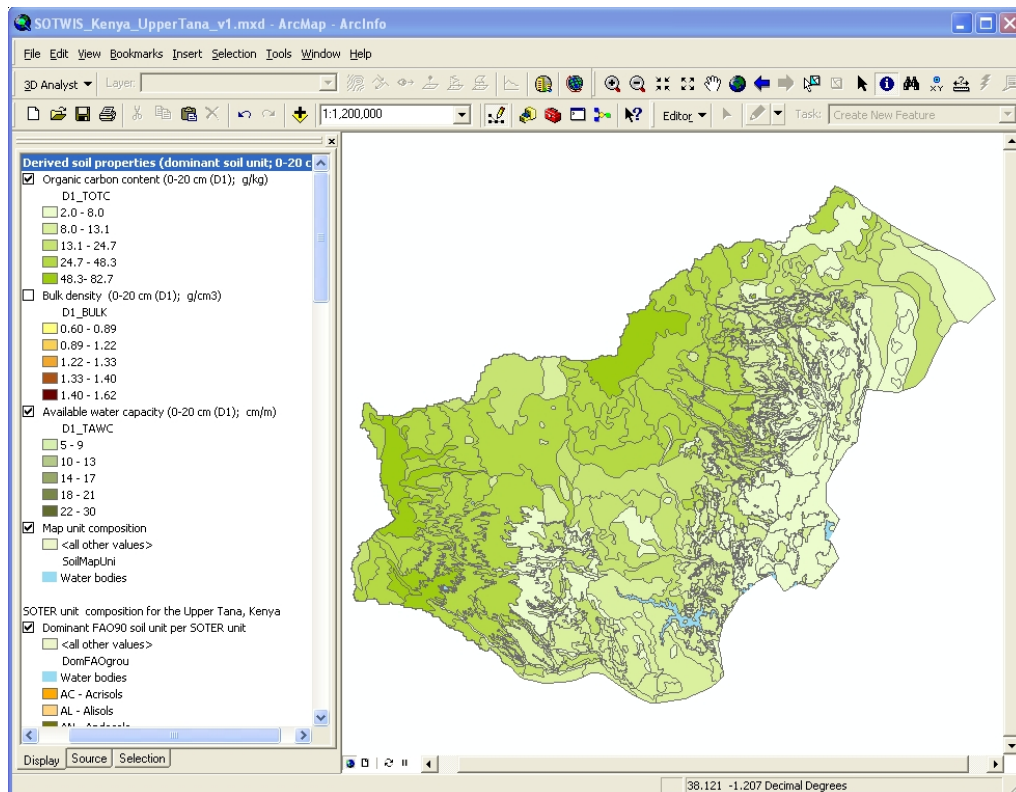 SOTWIS_Kenya_UpperTana_v1.mxd - ArcMap - ArcInfo
File Edit View Bookmarks Insert Selection Tools Window Help
3D Analyst Layer:
1:1,200,000 Editor Task: Create New Feature
Derived soil properties (dominant soil unit; 0-20 c
Organic carbon content (0-20 cm (D1); g/kg)
D1_TOTC
2.0 - 8.0
8.0 - 13.1
13.1 - 24.7
24.7 - 48.3
48.3- 82.7
Bulk density (0-20 cm (D1); g/cm3)
D1_BULK
0.60 - 0.89
0.89 - 1.22
1.22 - 1.33
1.33 - 1.40
1.40 - 1.62
Available water capacity (0-20 cm (D1); cm/m)
D1_TAWC
5 - 9
10 - 13
14 - 17
18 - 21
22 - 30
Map unit composition
<all other values>
SoilMapUni
Water bodies
SOTER unit composition for the Upper Tana, Kenya
Dominant FAO90 soil unit per SOTER unit
<all other values>
DomFAOgrou
Water bodies
AC - Acrisols
AL - Alisols
Display Source Selection
38.121 -1.207 Decimal Degrees